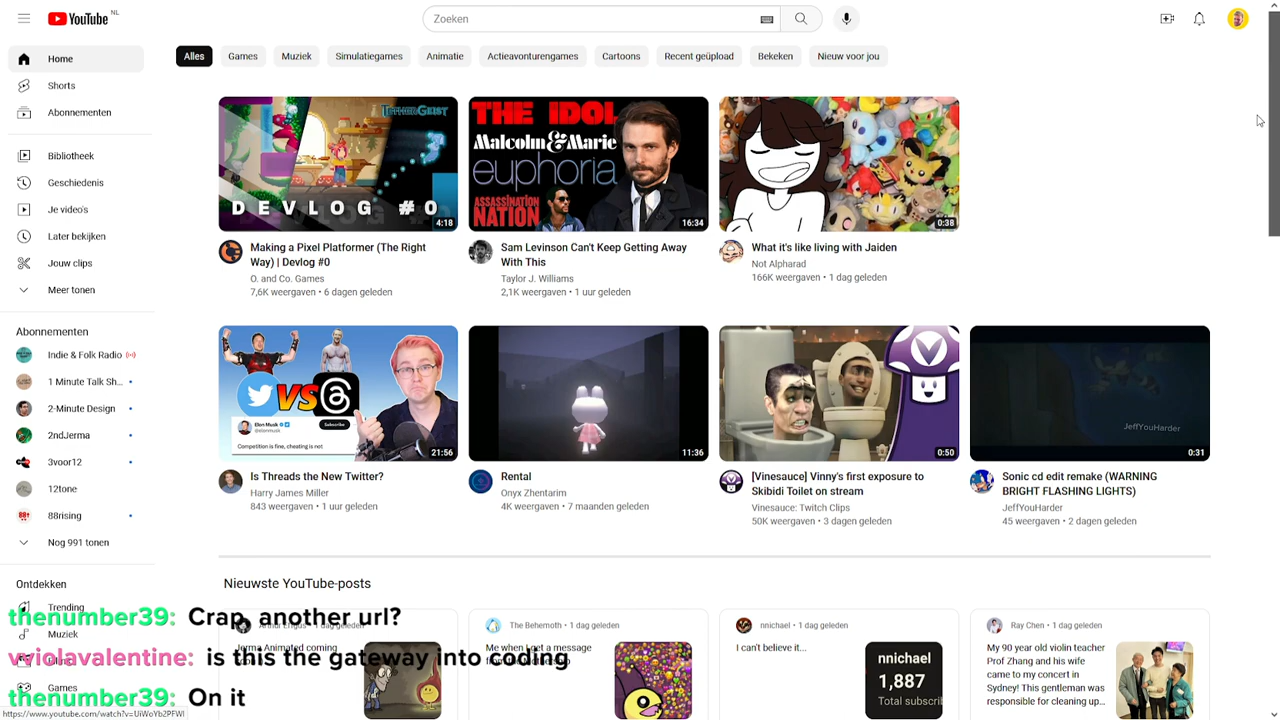 YouTube NL
Zoeken
Home
Shorts
Abonnementen
Bibliotheek
Geschiedenis
Je video's
Later bekijken
Jouw clips
Meer tonen
Abonnementen
Indie & Folk Radio
1 Minute Talk Sh...
2-Minute Design
2ndJerma
3voor12
12tone
88rising
Nog 991 tonen
Ontdekken
Trending
Muziek
Games
Alles
Games
Muziek
Simulatiegames
Animatie
Actieavonturengames
Cartoons
Recent geüpload
Bekeken
Nieuw voor jou
TETHERGEIST
DEVLOG #0
4:18
Making a Pixel Platformer (The Right
Way) | Devlog #0
O. and Co. Games
7,6K weergaven • 6 dagen geleden
THE IDOL
Malcolm & Marie
euphoria
ASSASSINATION
NATION
16:34
Sam Levinson Can't Keep Getting Away
With This
Taylor J. Williams
2,1K weergaven • 1 uur geleden
0:38
What it's like living with Jaiden
Not Alpharad
166K weergaven • 1 dag geleden
VS
Elon Musk
@elonmusk
Subscribe
Competition is fine, cheating is not
21:56
Is Threads the New Twitter?
Harry James Miller
843 weergaven • 1 uur geleden
11:36
Rental
Onyx Zhentarim
4K weergaven • 7 maanden geleden
0:50
[Vinesauce] Vinny's first exposure to
Skibidi Toilet on stream
Vinesauce: Twitch Clips
50K weergaven • 3 dagen geleden
JeffYouHarder
0:31
Sonic cd edit remake (WARNING
BRIGHT FLASHING LIGHTS)
JeffYouHarder
45 weergaven • 2 dagen geleden
Nieuwste YouTube-posts
1 dag geleden
Jerma Animated coming
The Behemoth • 1 dag geleden
Me when I get a message
nnichael • 1 dag geleden
I can't believe it...
nnichael
1,887
Total subscri
Ray Chen • 1 dag geleden
My 90 year old violin teacher
Prof Zhang and his wife
came to my concert in
Sydney! This gentleman was
responsible for cleaning up...
thenumber39: Crap, another url?
vviolavalentine: is this the gateway into coding
thenumber39: On it
https://www.youtube.com/watch?v=UiWoYb2PFWI